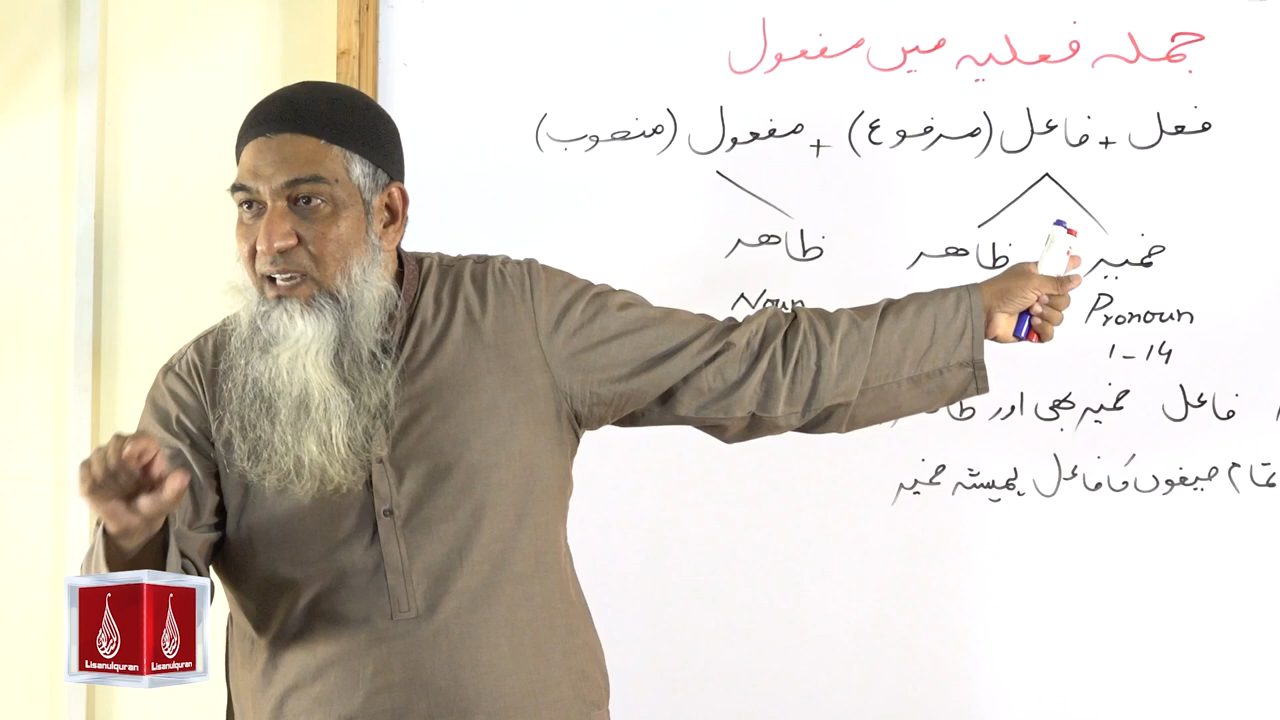 جملہ فعلیہ میں مفعول
فعل + فاعل (مرفوع) + مفعول (منصوب)
ضمیر ظاھر ظاھر
Pronoun Noun
1-14
فاعل ضمیر بھی اور
تمام صیغوں کا فاعل ہمیشہ ضمیر
Lisanulquran Lisanulquran